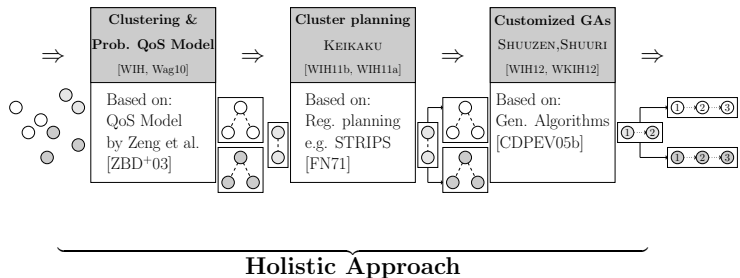 Clustering &
Prob. QoS Model
[WIH, Wag10]
Based on:
QoS Model
by Zeng et al.
[ZBD+03]
Cluster planning
KEIKAKU
[WIH11b, WIH11a]
Based on:
Reg. planning
e.g. STRIPS
[FN71]
Customized GAs
SHUUZEN,SHUURI
[WIH12, WKIH12]
Based on:
Gen. Algorithms
[CDPEV05b]
1 2
1 2 3
1 2 3
Holistic Approach